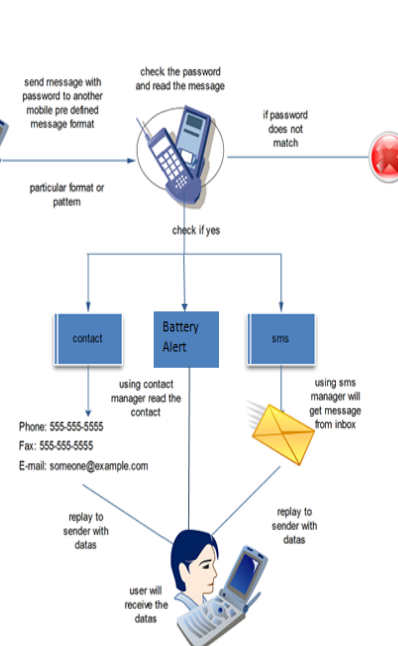 send message with
password to another
mobile pre defined
message format
check the password
and read the message
if password
does not
match
particular format or
pattern
check if yes
contact
Battery
Alert
sms
using contact
manager read the
contact
using sms
manager will
get message
from inbox
Phone: 555-555-5555
Fax: 555-555-5555
E-mail: someone@example.com
replay to
sender with
datas
replay to
sender with
datas
user will
receive the
datas